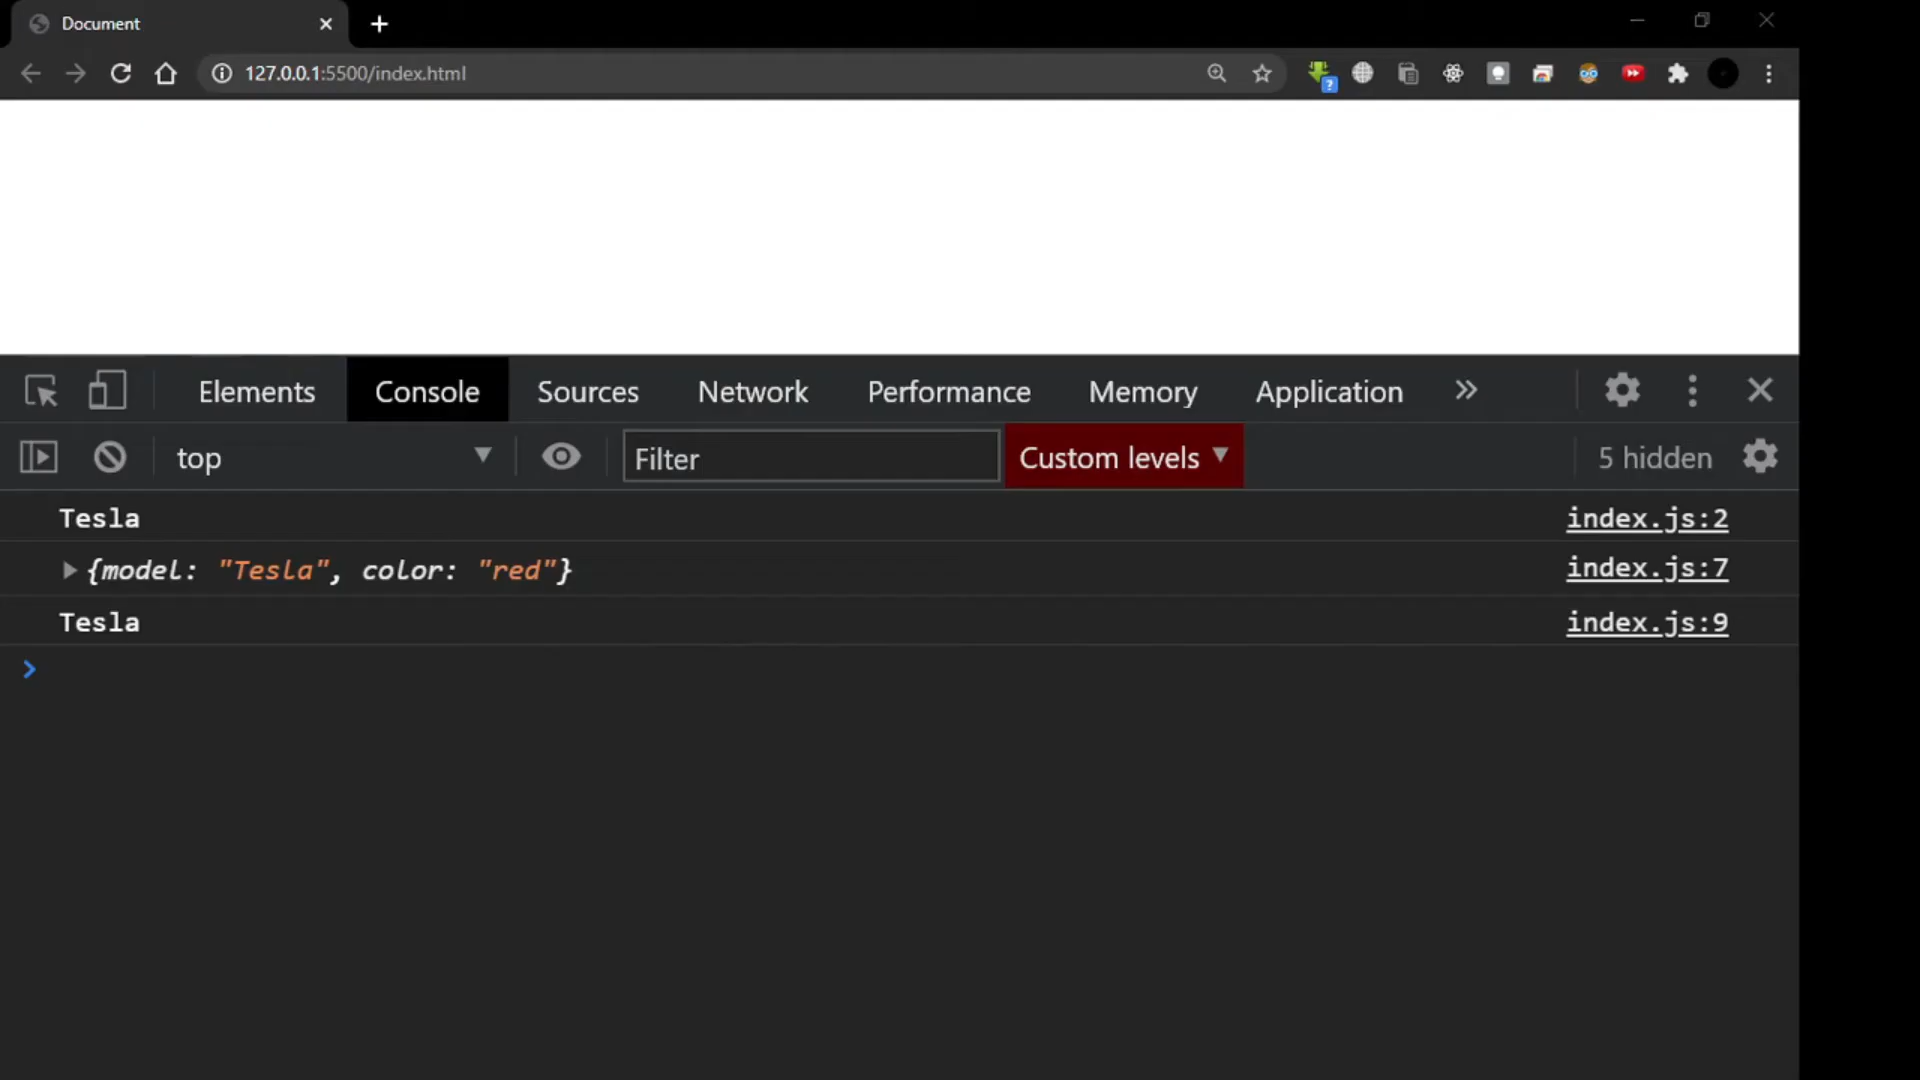 Document
127.0.0.1:5500/index.html
?
Elements Console Sources Network Performance Memory Application
top Filter Custom levels 5 hidden
Tesla index.js:2
{model: "Tesla", color: "red"} index.js:7
Tesla index.js:9